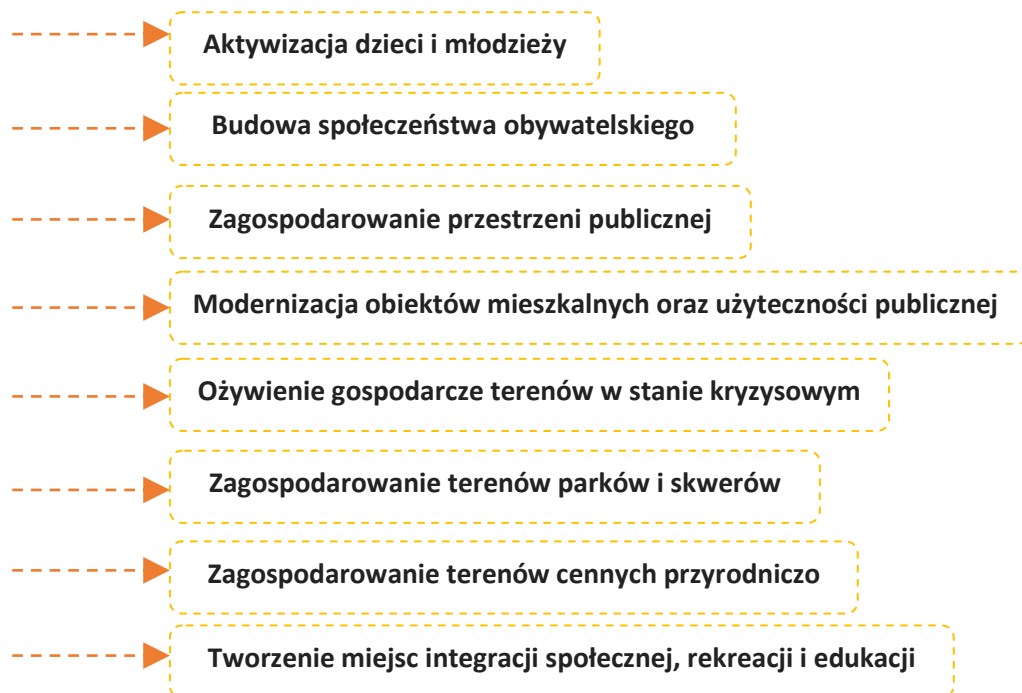 Aktywizacja dzieci i młodzieży
Budowa społeczeństwa obywatelskiego
Zagospodarowanie przestrzeni publicznej
Modernizacja obiektów mieszkalnych oraz użyteczności publicznej
Ożywienie gospodarcze terenów w stanie kryzysowym
Zagospodarowanie terenów parków i skwerów
Zagospodarowanie terenów cennych przyrodniczo
Tworzenie miejsc integracji społecznej, rekreacji i edukacji